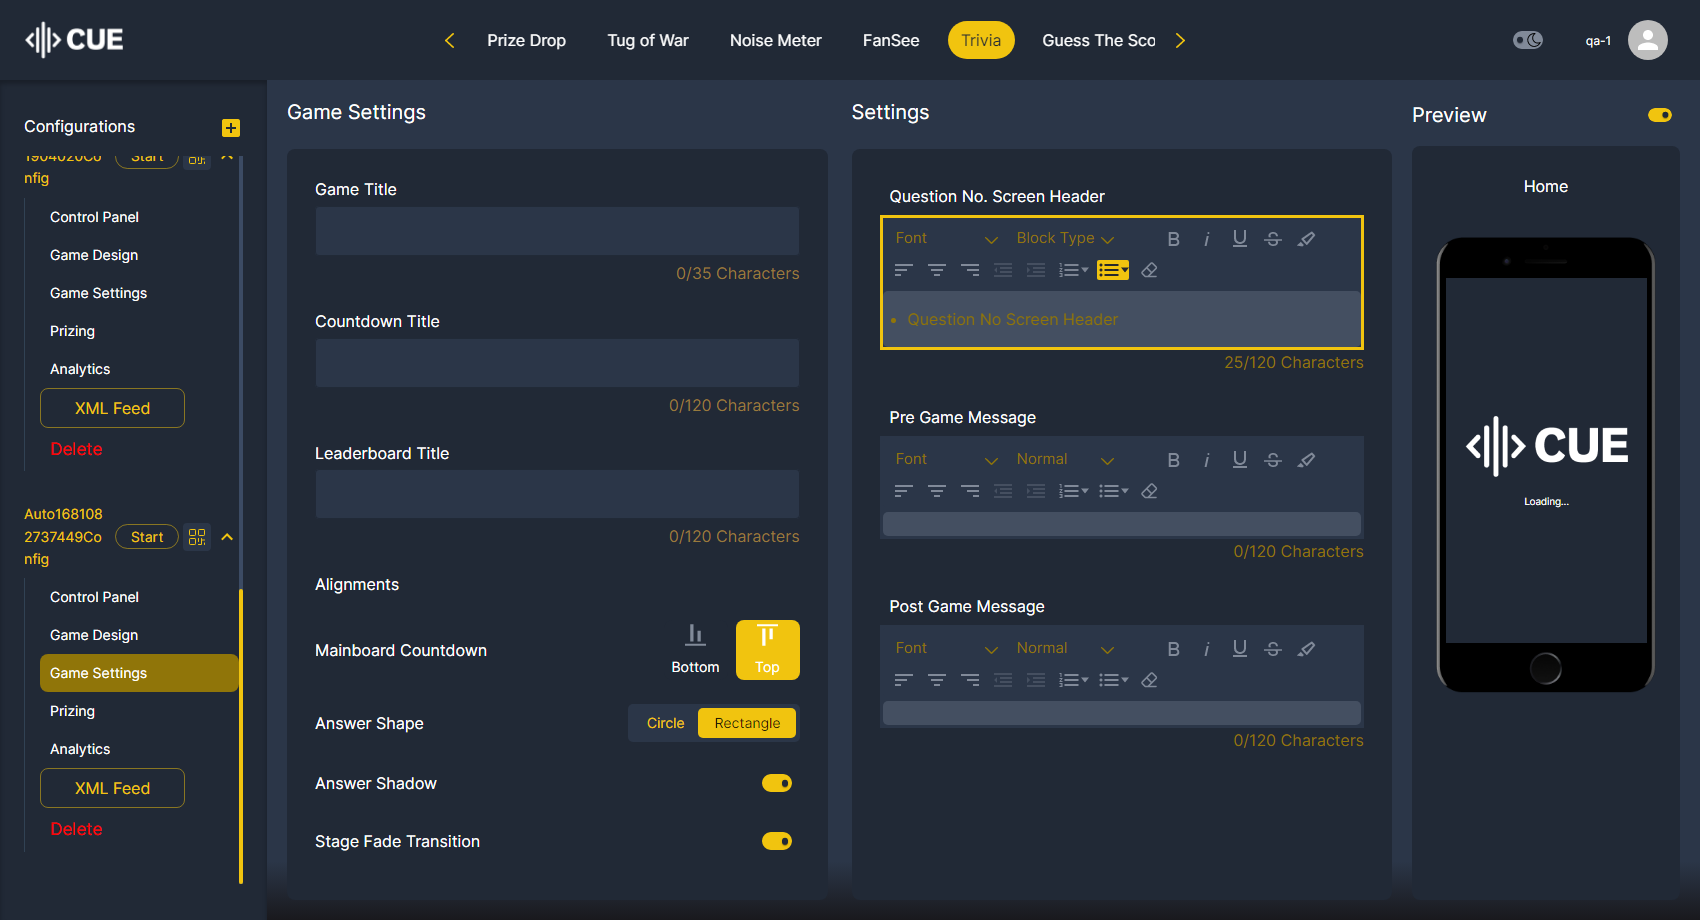 CUE
Prize Drop
Tug of War
Noise Meter
FanSee
Trivia
Guess The Sco
qa-1
Configurations
1904020Co
nfig
Start
Control Panel
Game Design
Game Settings
Prizing
Analytics
XML Feed
Delete
Auto168108
2737449Co
nfig
Start
Control Panel
Game Design
Game Settings
Prizing
Analytics
XML Feed
Delete
Game Settings
Game Title
0/35 Characters
Countdown Title
0/120 Characters
Leaderboard Title
0/120 Characters
Alignments
Mainboard Countdown
Bottom
Top
Answer Shape
Circle
Rectangle
Answer Shadow
Stage Fade Transition
Settings
Question No. Screen Header
Font
Block Type
B
i
U
S
• Question No Screen Header
25/120 Characters
Pre Game Message
Font
Normal
B
i
U
S
0/120 Characters
Post Game Message
Font
Normal
B
i
U
S
0/120 Characters
Preview
Home
CUE
Loading...